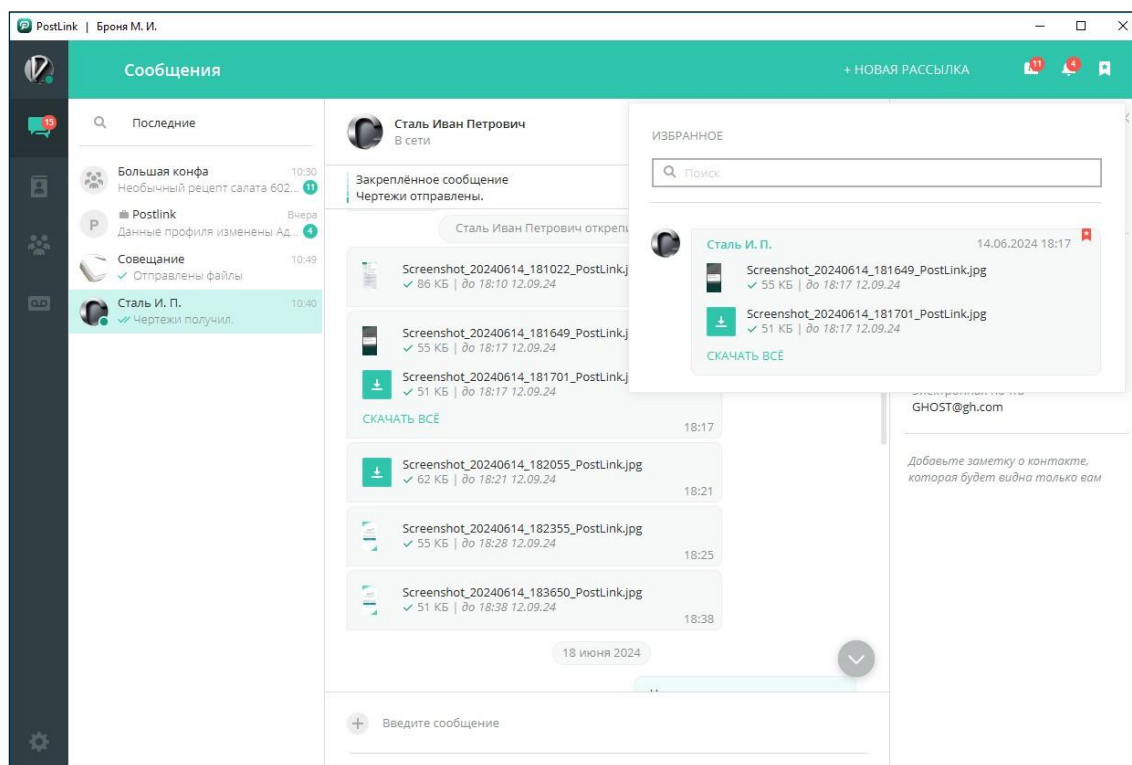 PostLink | Броня М. И.
Сообщения
+ НОВАЯ РАССЫЛКА
11
4
15
Последние
Большая конфа 10:30
Необычный рецепт салата 602... 11
P
Postlink Вчера
Данные профиля изменены Ад... 4
Совещание 10:49
Отправлены файлы
Сталь И. П. 10:40
Чертежи получил.
Сталь Иван Петрович
В сети
Закреплённое сообщение
Чертежи отправлены.
Сталь Иван Петрович открепи
Screenshot_20240614_181022_PostLink.j
86 КБ | до 18:10 12.09.24
Screenshot_20240614_181649_PostLink.j
55 КБ | до 18:17 12.09.24
Screenshot_20240614_181701_PostLink.j
51 КБ | до 18:17 12.09.24
СКАЧАТЬ ВСЁ
18:17
Screenshot_20240614_182055_PostLink.jpg
62 КБ | до 18:21 12.09.24
18:21
Screenshot_20240614_182355_PostLink.jpg
55 КБ | до 18:28 12.09.24
18:25
Screenshot_20240614_183650_PostLink.jpg
51 КБ | до 18:38 12.09.24
18:38
18 июня 2024
Введите сообщение
ИЗБРАННОЕ
Поиск
Сталь И. П. 14.06.2024 18:17
Screenshot_20240614_181649_PostLink.jpg
55 КБ | до 18:17 12.09.24
Screenshot_20240614_181701_PostLink.jpg
51 КБ | до 18:17 12.09.24
СКАЧАТЬ ВСЁ
GHOST@gh.com
Добавьте заметку о контакте,
которая будет видна только вам